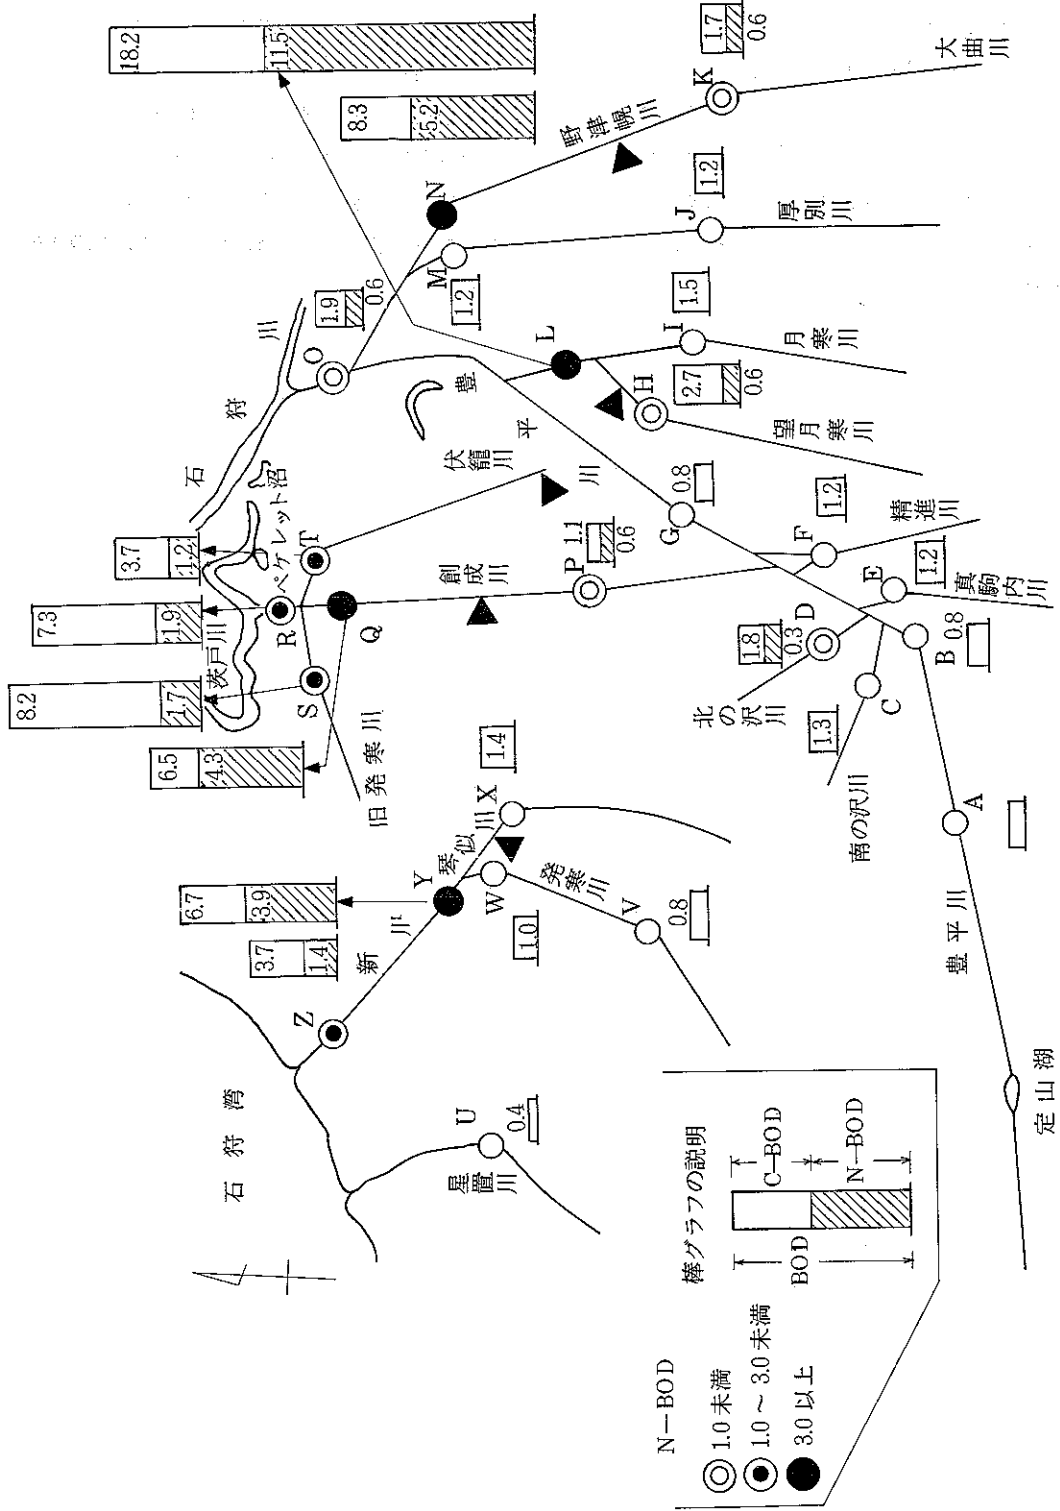 石狩湾
星置川
U
0.4
Z
新川
3.7
1.4
6.7
3.9
Y
琴似川
X
1.4
W
1.0
発寒川
V
0.8
旧発寒川
6.5
4.3
8.2
1.7
7.3
1.9
3.7
1.2
茨戸川
ペケレット沼
S
R
T
Q
石狩川
伏籠川
創成川
P
1.1
0.6
O
1.9
0.6
豊平川
G
0.8
L
18.2
11.5
8.3
5.2
N
M
1.2
野津幌川
K
1.7
0.6
大曲川
J
1.2
厚別川
I
1.5
月寒川
H
2.7
0.6
望月寒川
F
1.2
精進川
E
1.2
真駒内川
D
1.8
0.3
北の沢川
C
1.3
南の沢川
B
0.8
A
豊平川
定山湖
N-BOD
1.0未満
1.0～3.0未満
3.0以上
棒グラフの説明
BOD
C-BOD
N-BOD